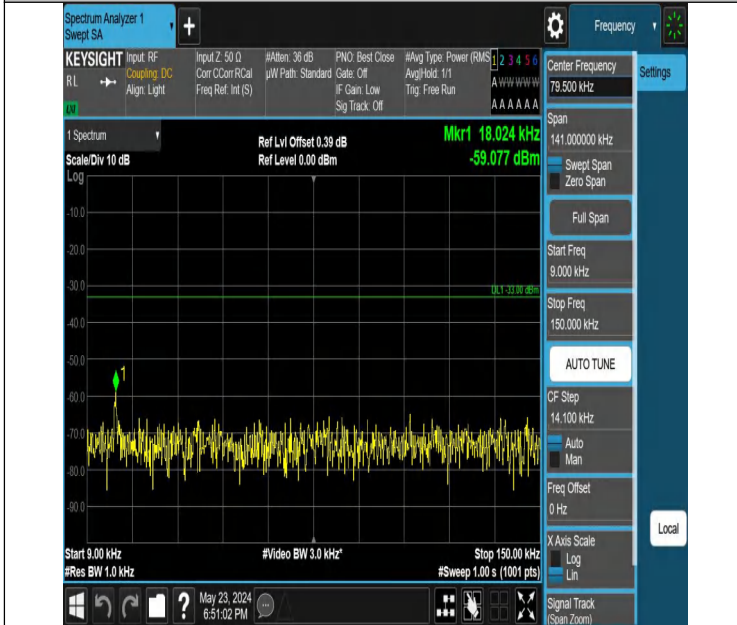 Spectrum Analyzer 1
Swept SA
+
Frequency
KEYSIGHT
RL
Input: RF
Coupling: DC
Align: Light
Input Z: 50 Ω
Corr CCorr RCal
Freq Ref: Int (S)
#Atten: 36 dB
µW Path: Standard
PNO: Best Close
Gate: Off
IF Gain: Low
Sig Track: Off
#Avg Type: Power (RMS
Avg|Hold: 1/1
Trig: Free Run
1 2 3 4 5 6
A W W W W W
A A A A A A
1 Spectrum
Scale/Div 10 dB
Log
Ref Lvl Offset 0.39 dB
Ref Level 0.00 dBm
Mkr1 18.024 kHz
-59.077 dBm
-10.0
-20.0
-30.0
DL1 -33.00 dBm
-40.0
-50.0
1
-60.0
-70.0
-80.0
-90.0
Start 9.00 kHz
#Res BW 1.0 kHz
#Video BW 3.0 kHz*
Stop 150.00 kHz
#Sweep 1.00 s (1001 pts)
?
May 23, 2024
6:51:02 PM
Center Frequency
79.500 kHz
Span
141.000000 kHz
Swept Span
Zero Span
Full Span
Start Freq
9.000 kHz
Stop Freq
150.000 kHz
AUTO TUNE
CF Step
14.100 kHz
Auto
Man
Freq Offset
0 Hz
X Axis Scale
Log
Lin
Signal Track
(Span Zoom)
Settings
Local